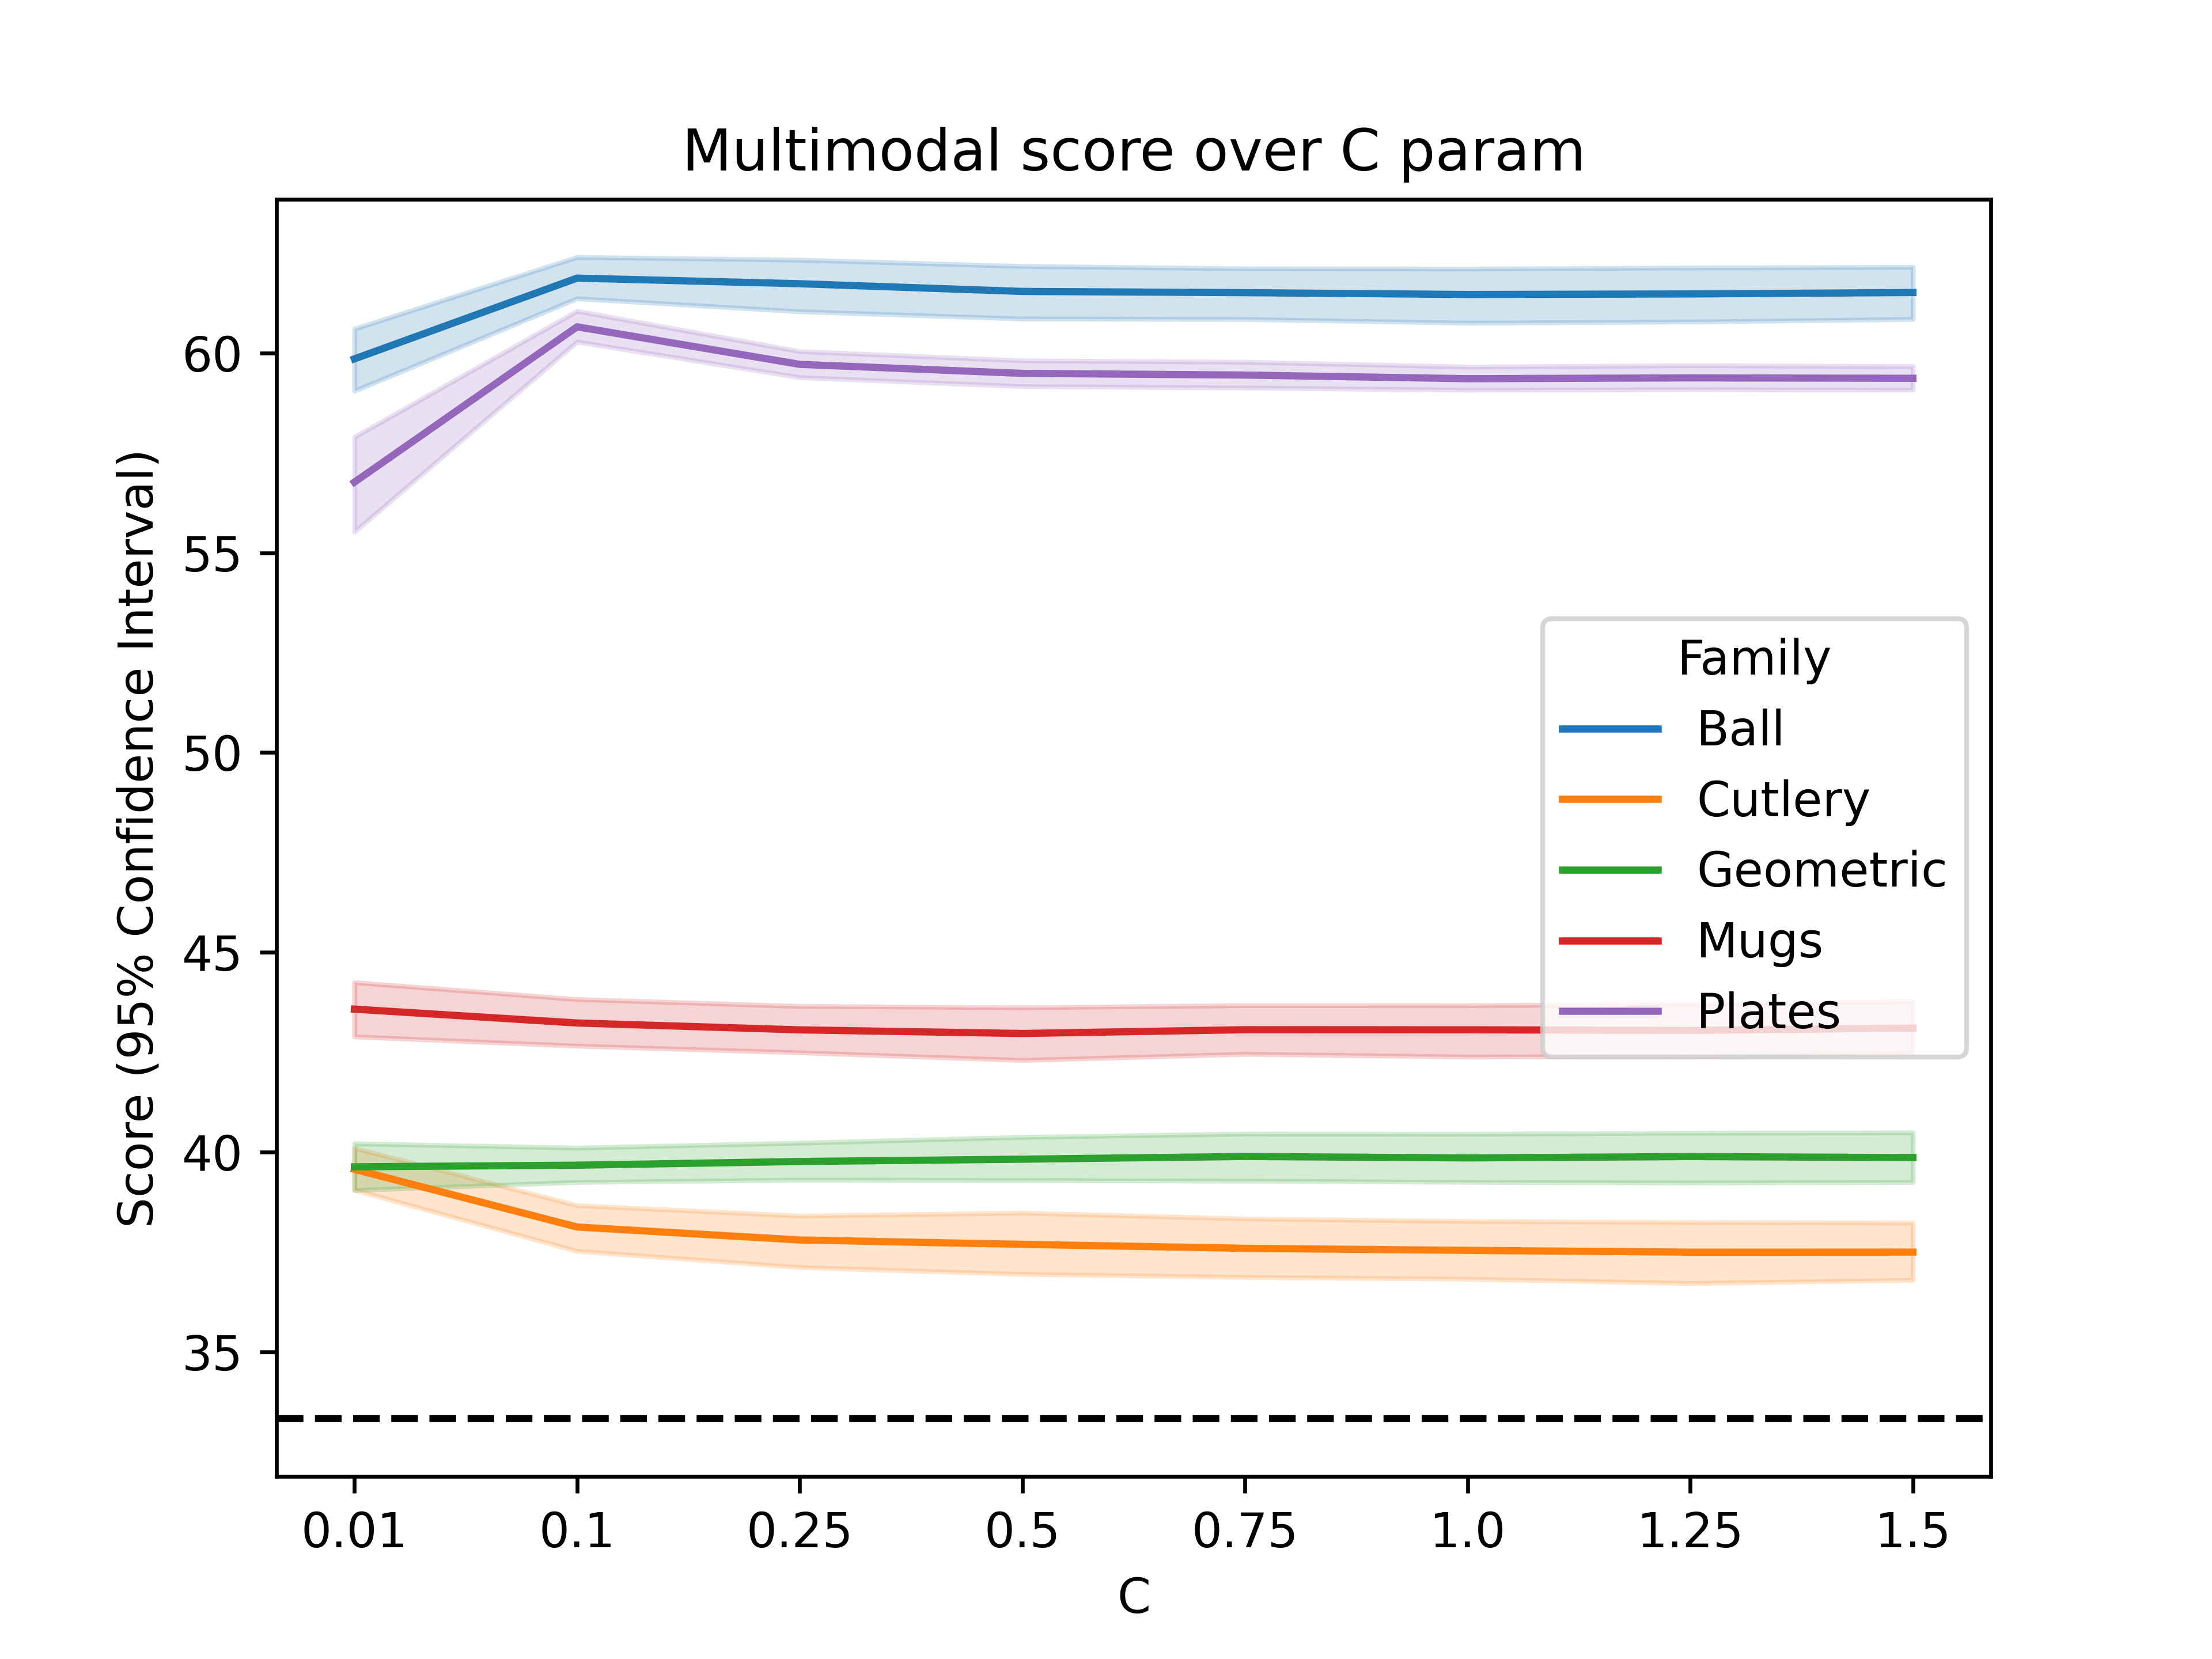 Multimodal score over C param
Score (95% Confidence Interval)
60
55
50
45
40
35
Family
Ball
Cutlery
Geometric
Mugs
Plates
0.01 0.1 0.25 0.5 0.75 1.0 1.25 1.5
C